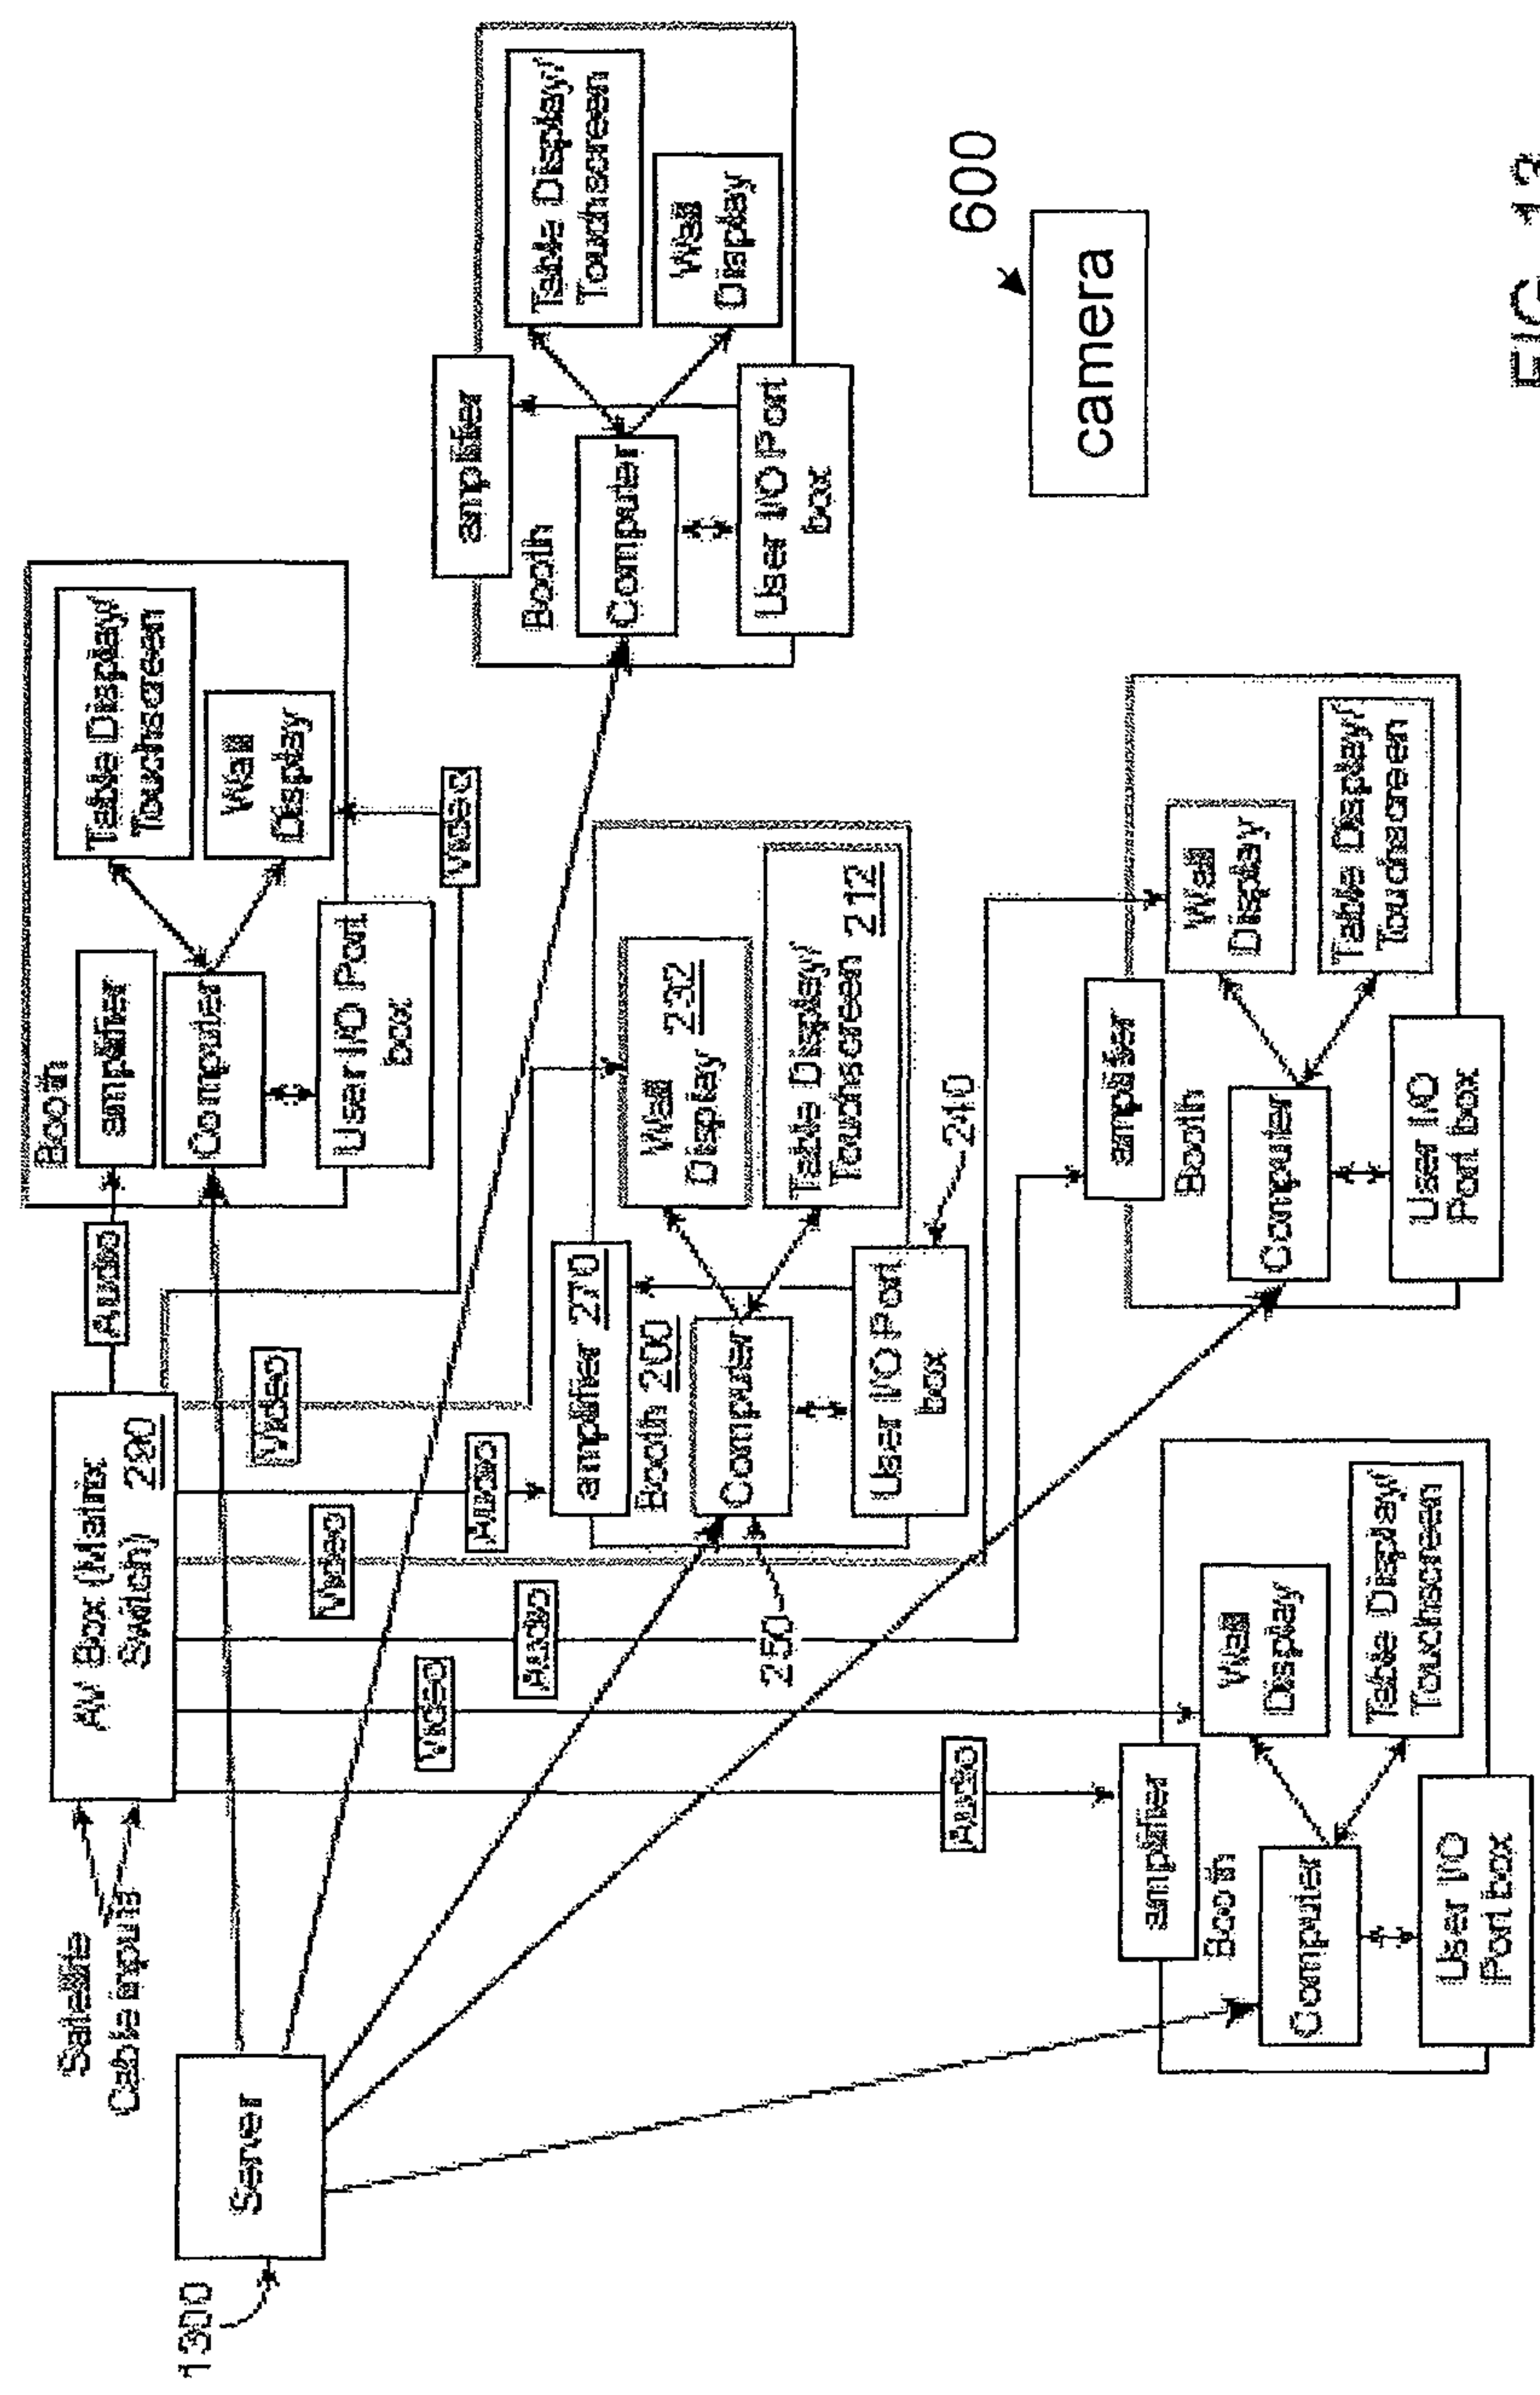 1300
Server
Satellite
Cable inputs
AV Box (Matrix
Switch) 290
Audio
Video
Video
Audio
Video
Audio
Video
Audio
Booth
amplifier
Computer
User I/O Port
box
Table Display/
Touchscreen
Wall
Display
amplifier
Booth
Computer
User I/O Port
box
Table Display/
Touchscreen
Wall
Display
amplifier 270
Booth 200
Computer
250
User I/O Port
box
240
Wall
Display 232
Table Display/
Touchscreen 212
amplifier
Booth
Computer
User I/O
Port box
Wall
Display
Table Display/
Touchscreen
amplifier
Booth
Computer
User I/O
Port box
Wall
Display
Table Display/
Touchscreen
600
camera
FIG. 13